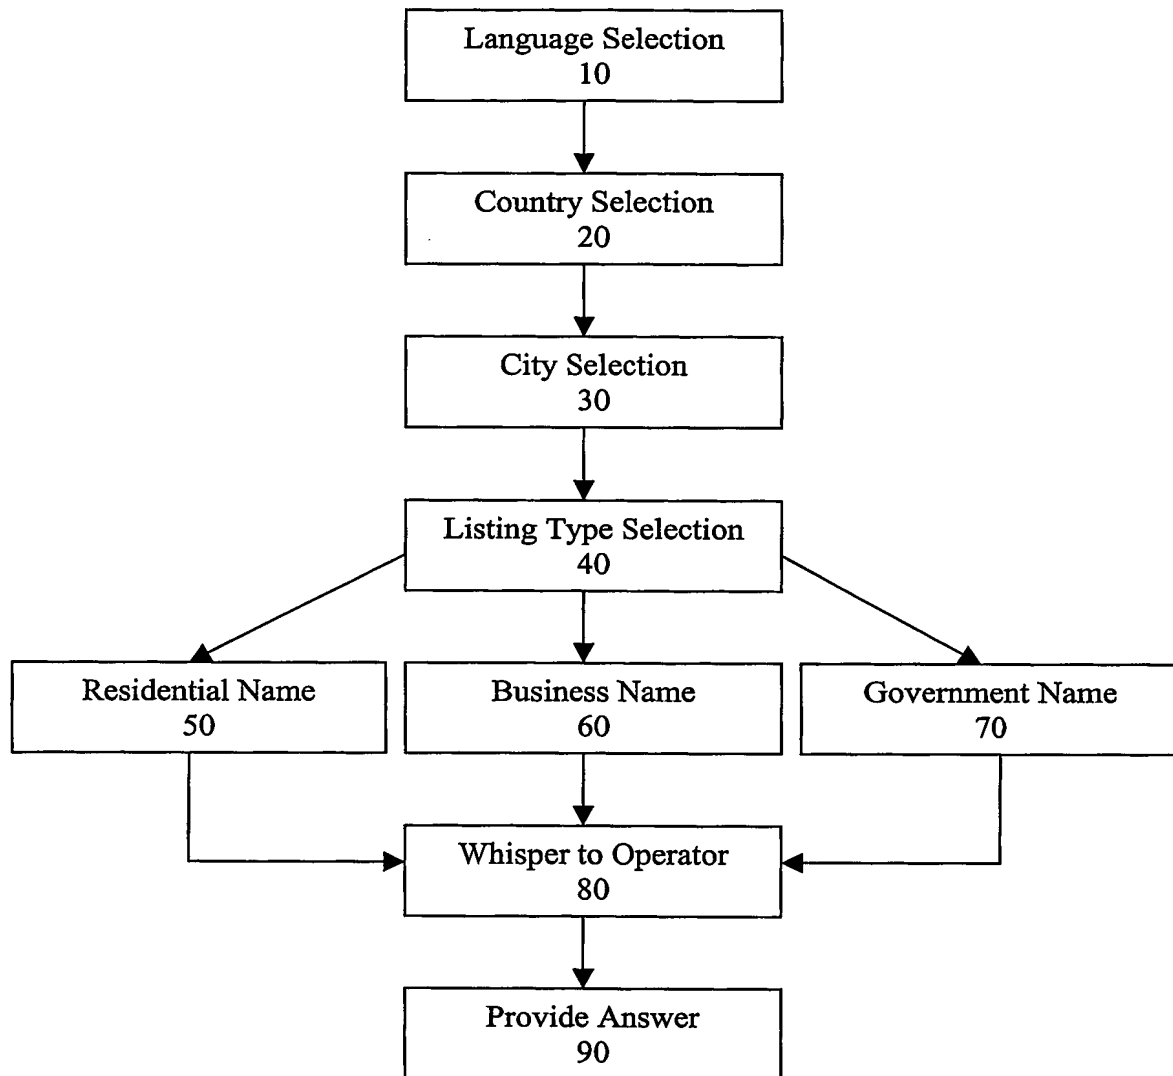 Language Selection
10
Country Selection
20
City Selection
30
Listing Type Selection
40
Residential Name
50
Business Name
60
Government Name
70
Whisper to Operator
80
Provide Answer
90